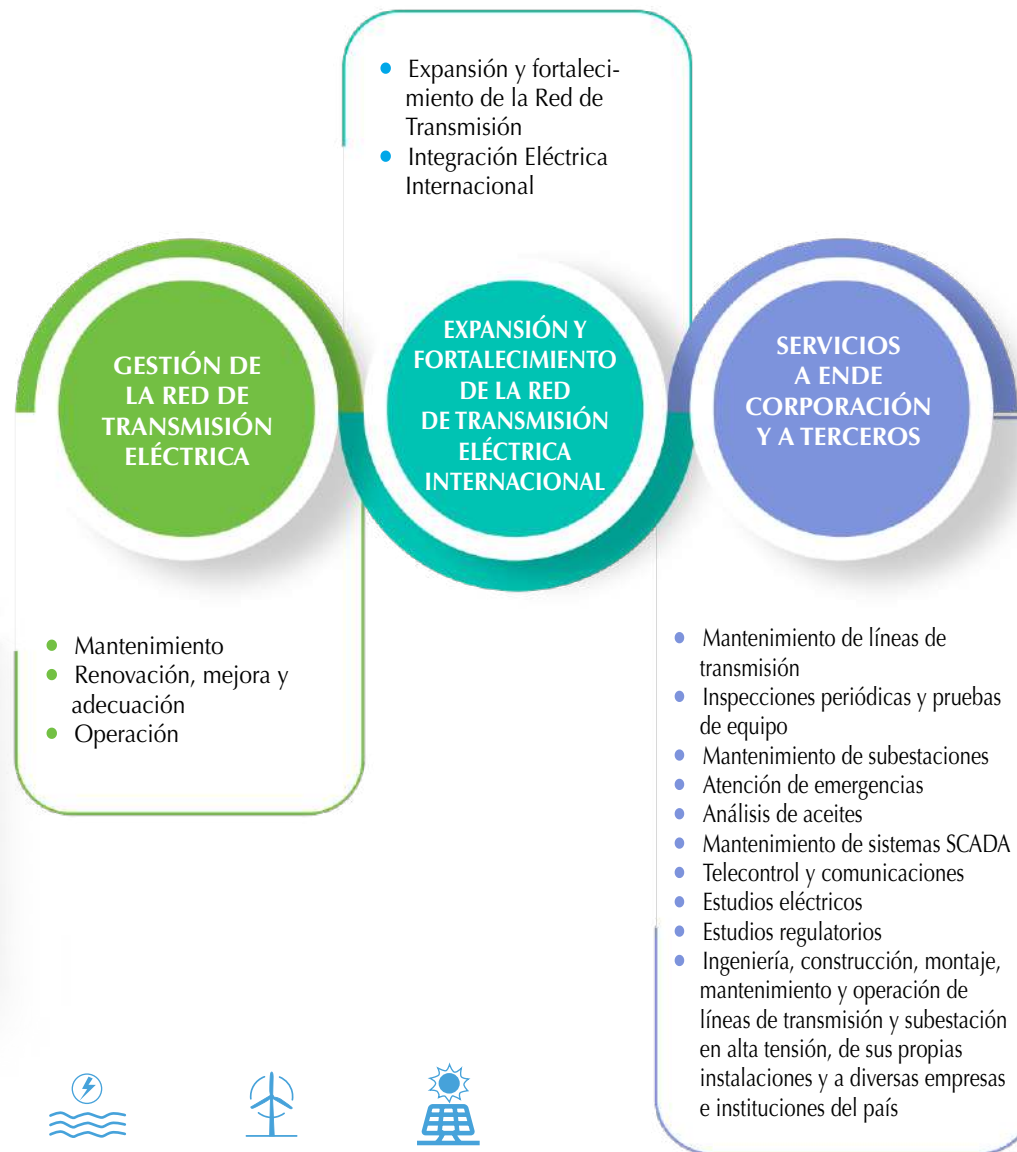 Expansión y fortaleci-
miento de la Red de
Transmisión
Integración Eléctrica
Internacional
GESTIÓN DE
LA RED DE
TRANSMISIÓN
ELÉCTRICA
EXPANSIÓN Y
FORTALECIMIENTO
DE LA RED
DE TRANSMISIÓN
ELÉCTRICA
INTERNACIONAL
SERVICIOS
A ENDE
CORPORACIÓN
Y A TERCEROS
Mantenimiento
Renovación, mejora y
adecuación
Operación
Mantenimiento de líneas de
transmisión
Inspecciones periódicas y pruebas
de equipo
Mantenimiento de subestaciones
Atención de emergencias
Análisis de aceites
Mantenimiento de sistemas SCADA
Telecontrol y comunicaciones
Estudios eléctricos
Estudios regulatorios
Ingeniería, construcción, montaje,
mantenimiento y operación de
líneas de transmisión y subestación
en alta tensión, de sus propias
instalaciones y a diversas empresas
e instituciones del país